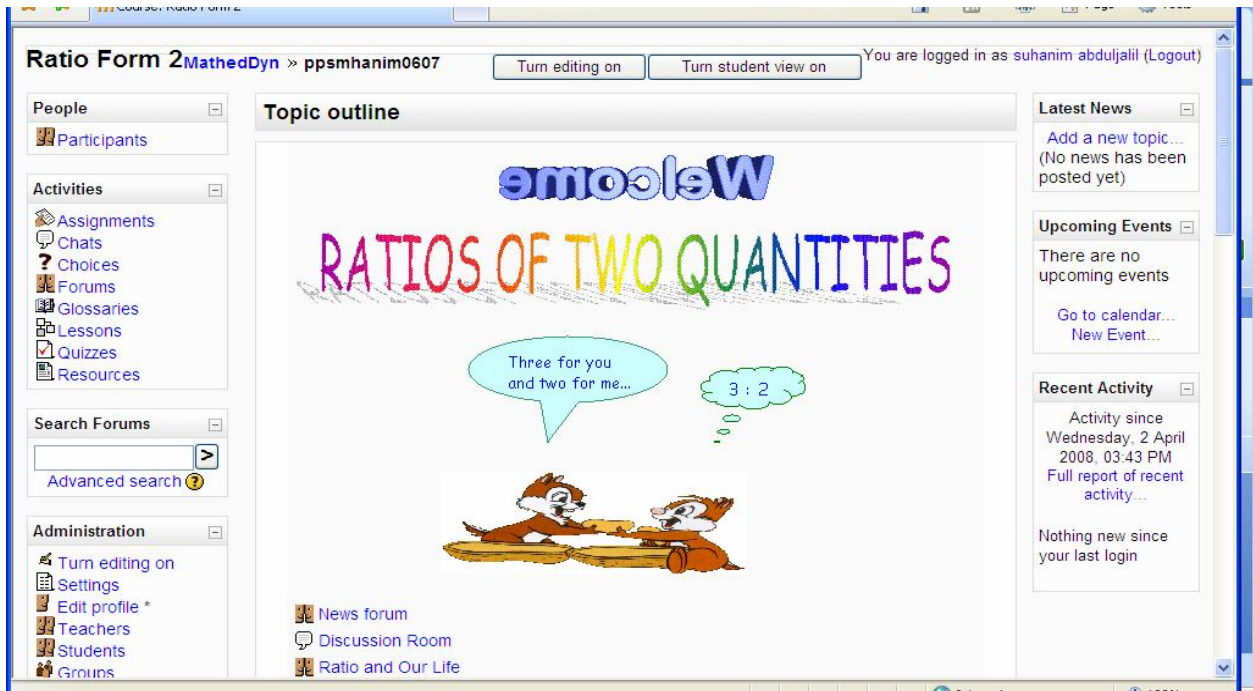 Course: Ratio Form 2
Page
Tools
Ratio Form 2
MathedDyn » ppsmhanim0607
Turn editing on
Turn student view on
You are logged in as suhanim abduljalil (Logout)
People
Participants
Activities
Assignments
Chats
Choices
Forums
Glossaries
Lessons
Quizzes
Resources
Search Forums
>
Advanced search ?
Administration
Turn editing on
Settings
Edit profile *
Teachers
Students
Groups
Topic outline
Welcome
RATIOS OF TWO QUANTITIES
Three for you
and two for me...
3 : 2
News forum
Discussion Room
Ratio and Our Life
Latest News
Add a new topic...
(No news has been
posted yet)
Upcoming Events
There are no
upcoming events
Go to calendar...
New Event...
Recent Activity
Activity since
Wednesday, 2 April
2008, 03:43 PM
Full report of recent
activity...
Nothing new since
your last login